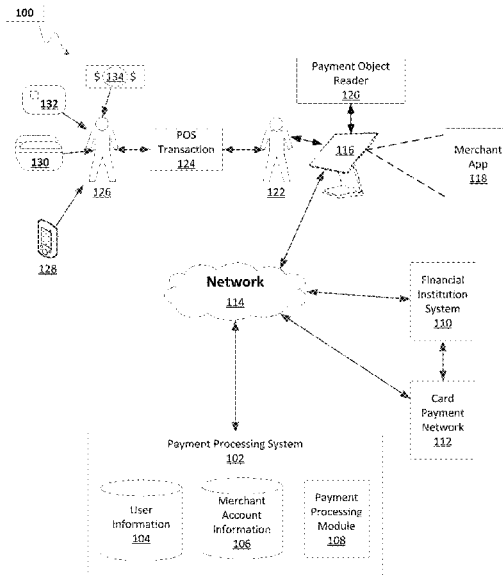 100
$ 134 $
Payment Object
Reader
120
132
POS
Transaction
124
116
Merchant
App
118
130
126
122
128
Network
114
Financial
Institution
System
110
Card
Payment
Network
112
Payment Processing System
102
User
Information
104
Merchant
Account
Information
106
Payment
Processing
Module
108